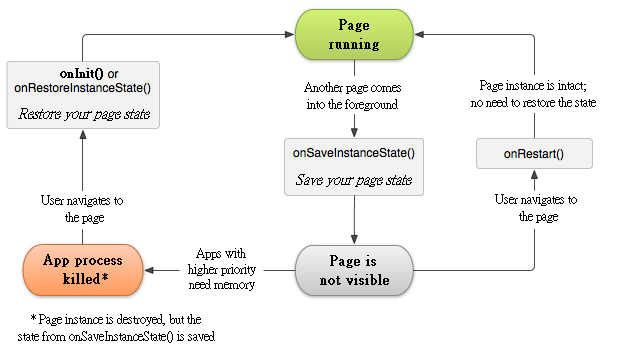 Page
running
onInit() or
onRestoreInstanceState()
Restore your page state
Another page comes
into the foreground
Page instance is intact;
no need to restore the state
onSaveInstanceState()
Save your page state
onRestart()
User navigates to
the page
User navigates to
the page
App process
killed*
Apps with
higher priority
need memory
Page is
not visible
* Page instance is destroyed, but the
state from onSaveInstanceState() is saved